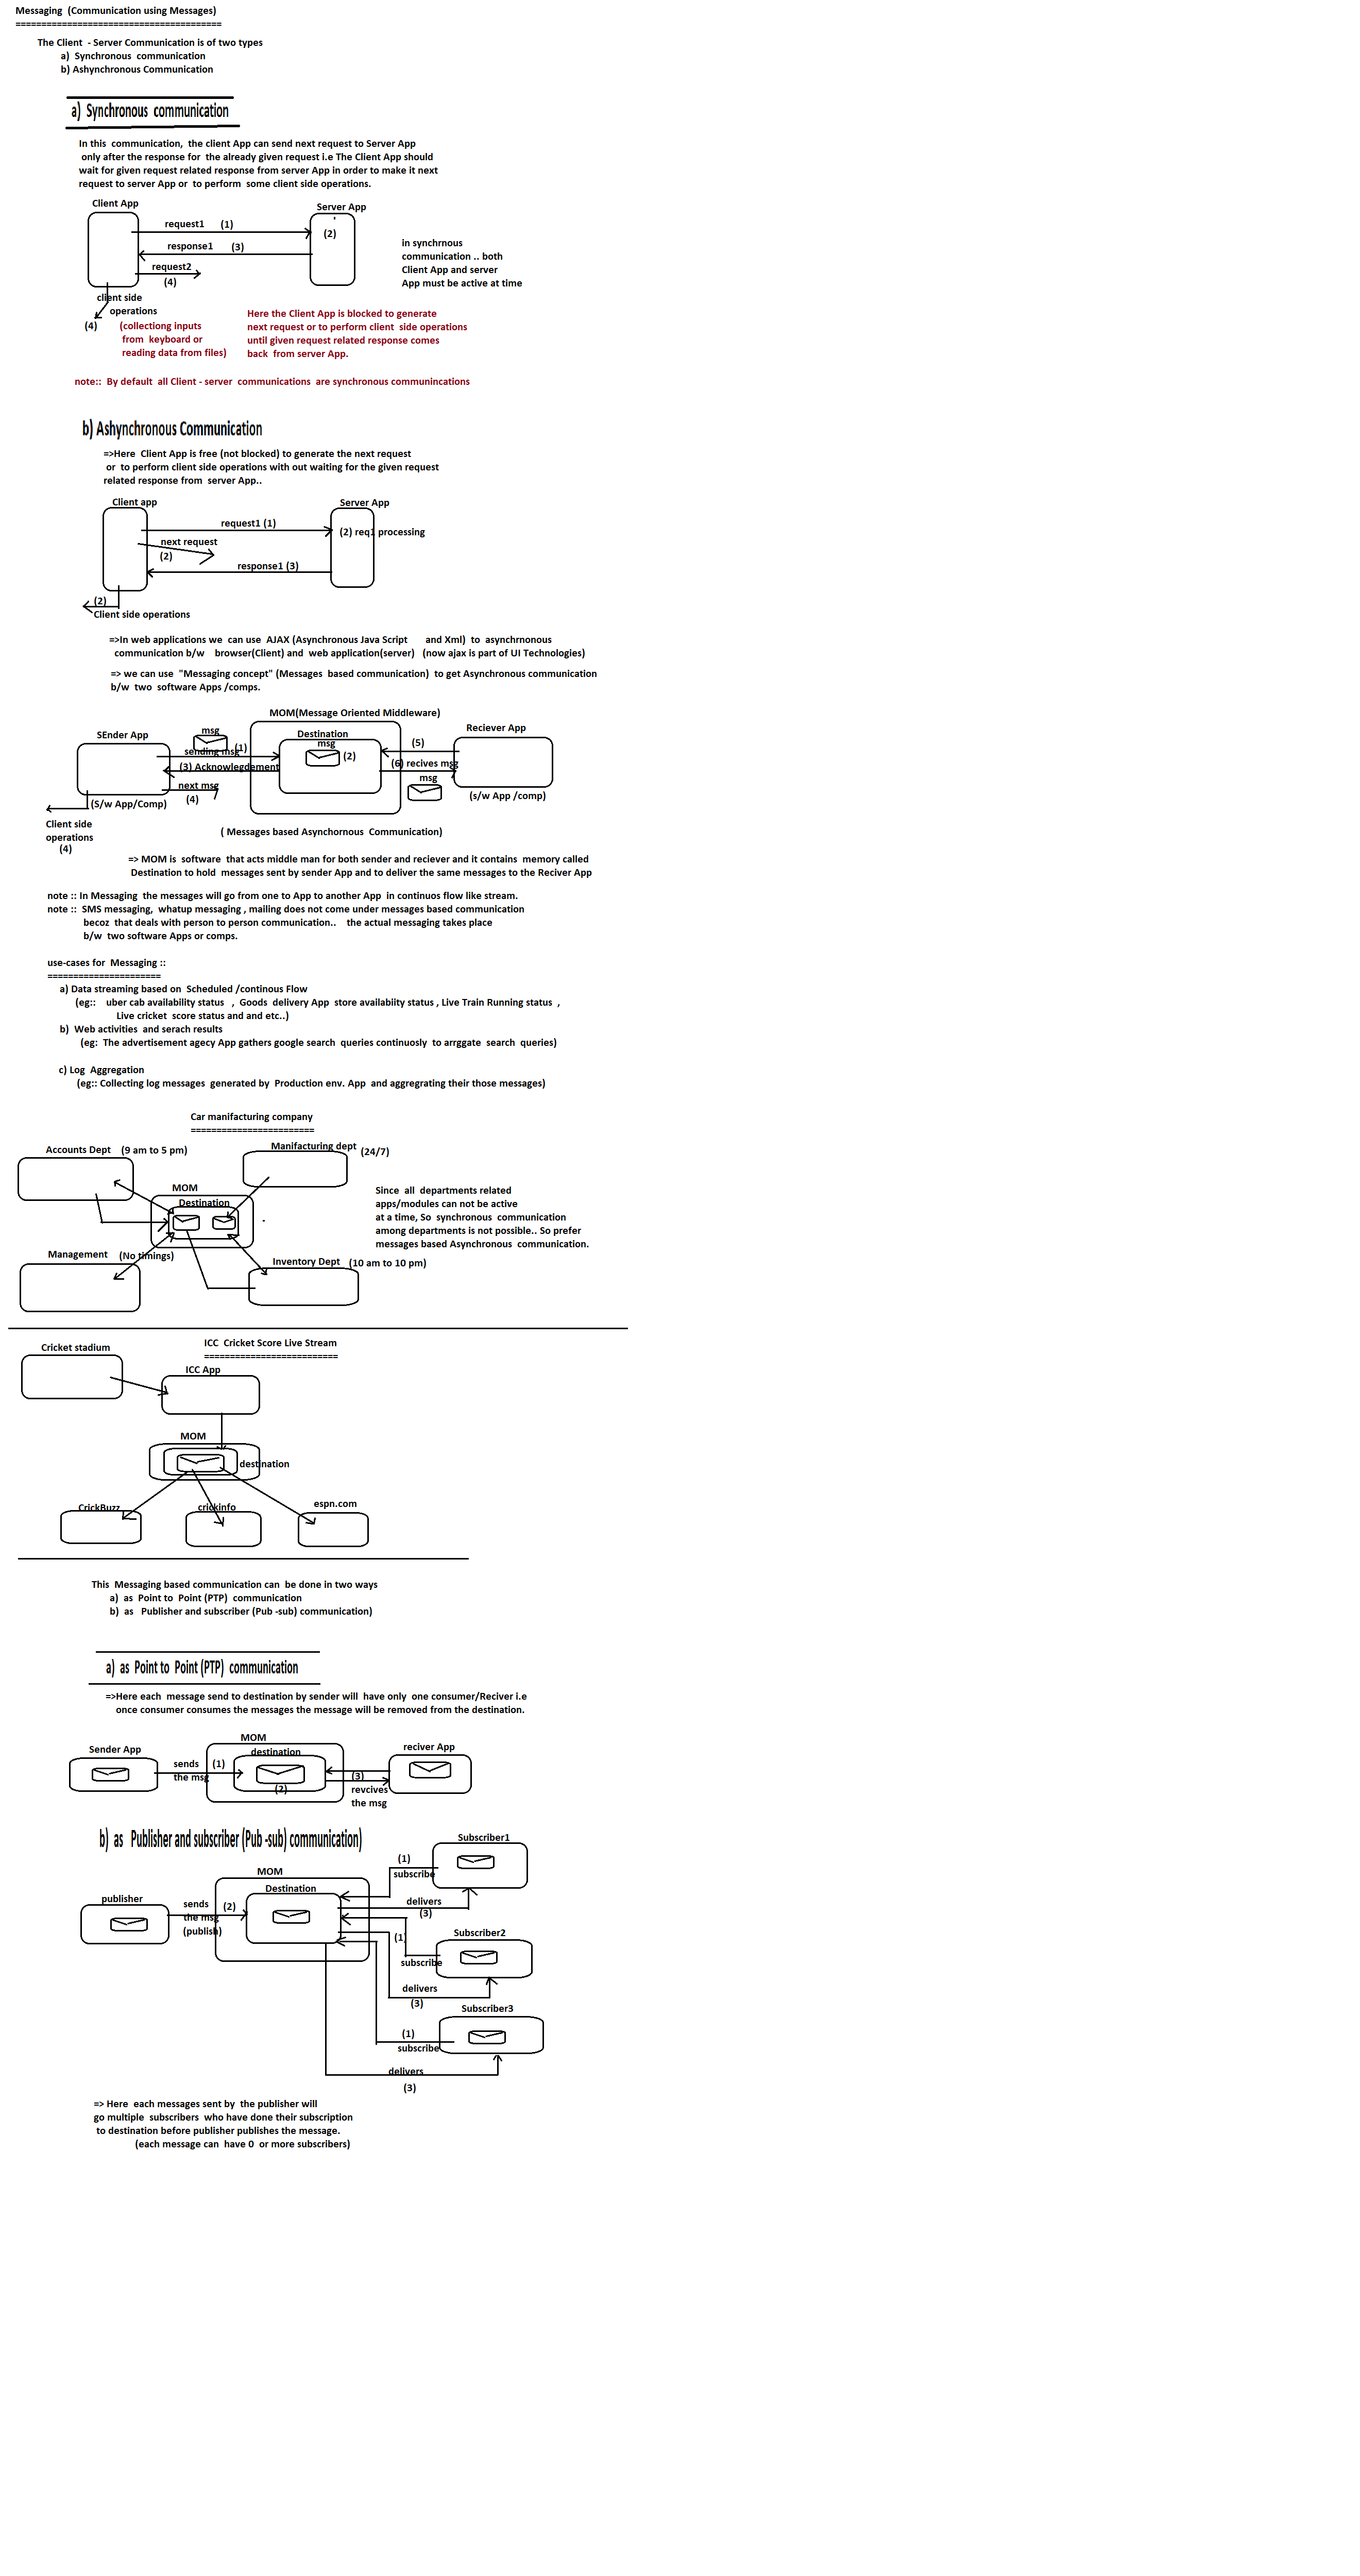 Messaging  (Communication using Messages)
========================================
The Client  - Server Communication is of two types
a)  Synchronous  communication
b) Ashynchronous Communication
a)  Synchronous  communication
In this  communication,  the client App can send next request to Server App
only after the response for  the already given request i.e The Client App should
wait for given request related response from server App in order to make it next
request to server App or  to perform  some client side operations.
Client App
Server App
request1      (1)
(2)
response1      (3)
request2
(4)
in synchrnous
communication .. both
Client App and server
App must be active at time
client side
operations
(4)
(collectiong inputs
from  keyboard or
reading data from files)
Here the Client App is blocked to generate
next request or to perform client  side operations
until given request related response comes
back  from server App.
note::  By default  all Client - server  communications  are synchronous communincations
b) Ashynchronous Communication
=>Here  Client App is free (not blocked) to generate the next request
or  to perform client side operations with out waiting for the given request
related response from  server App..
Client app
Server App
request1 (1)
(2) req1 processing
next request
(2)
response1 (3)
(2)
Client side operations
=>In web applications we  can use  AJAX (Asynchronous Java Script      and Xml)  to  asynchrnonous
communication b/w    browser(Client) and  web application(server)   (now ajax is part of UI Technologies)
=> we can use  "Messaging concept" (Messages  based communication)  to get Asynchronous communication
b/w  two  software Apps /comps.
MOM(Message Oriented Middleware)
SEnder App
msg
Destination
Reciever App
sending msg
(1)
msg
(2)
(5)
(3) Acknowlegdement
(6) recives msg
next msg
msg
(4)
(S/w App/Comp)
(s/w App /comp)
Client side
operations
(4)
( Messages based Asynchornous  Communication)
=> MOM is  software  that acts middle man for both sender and reciever and it contains  memory called
Destination to hold  messages sent by sender App and to deliver the same messages to the Reciver App
note :: In Messaging  the messages will go from one to App to another App  in continuos flow like stream.
note ::  SMS messaging,  whatup messaging , mailing does not come under messages based communication
becoz  that deals with person to person communication..    the actual messaging takes place
b/w  two software Apps or comps.
use-cases for  Messaging ::
======================
a) Data streaming based on  Scheduled /continous Flow
(eg::    uber cab availability status   ,  Goods  delivery App  store availabiity status , Live Train Running status  ,
Live cricket  score status and and etc..)
b)  Web activities  and serach results
(eg:  The advertisement agecy App gathers google search  queries continuosly  to arrggate  search  queries)
c) Log  Aggregation
(eg:: Collecting log messages  generated by  Production env. App  and aggregrating their those messages)
Car manifacturing company
========================
Accounts Dept    (9 am to 5 pm)
Manifacturing dept
(24/7)
MOM
Destination
Since  all  departments related
apps/modules can not be active
at a time, So  synchronous  communication
among departments is not possible.. So prefer
messages based Asynchronous  communication.
Management    (No timings)
Inventory Dept   (10 am to 10 pm)
ICC  Cricket Score Live Stream
==========================
Cricket stadium
ICC App
MOM
destination
CrickBuzz
crickinfo
espn.com
This  Messaging based communication can  be done in two ways
a)  as  Point to  Point (PTP)  communication
b)  as   Publisher and subscriber (Pub -sub) communication)
a)  as  Point to  Point (PTP)  communication
=>Here each  message send to destination by sender will  have only  one consumer/Reciver i.e
once consumer consumes the messages the message will be removed from the destination.
MOM
Sender App
destination
reciver App
sends     (1)
the msg
(2)
(3)
revcives
the msg
b)  as   Publisher and subscriber (Pub -sub) communication)
Subscriber1
(1)
subscribe
MOM
Destination
publisher
sends    (2)
the msg
(publish)
delivers
(3)
Subscriber2
(1)
subscribe
delivers
(3)
Subscriber3
(1)
subscribe
delivers
(3)
=> Here  each messages sent by  the publisher will
go multiple  subscribers  who have done their subscription
to destination before publisher publishes the message.
(each message can  have 0  or more subscribers)